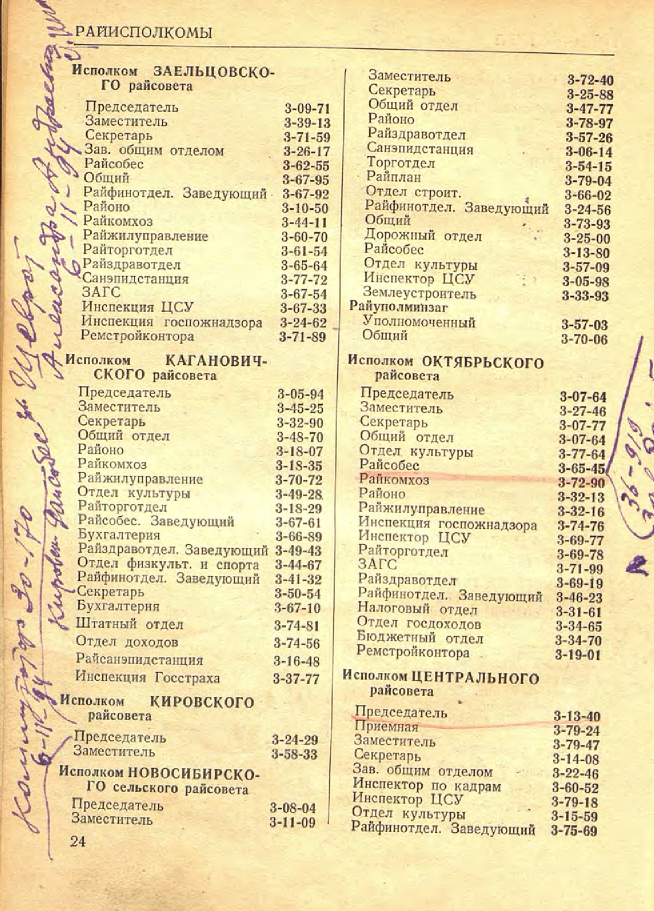 РАЙИСПОЛКОМЫ
Исполком ЗАЕЛЬЦОВСКО-
ГО райсовета
Председатель 3-09-71
Заместитель 3-39-13
Секретарь 3-71-59
Зав. общим отделом 3-26-17
Райсобес 3-62-55
Общий 3-67-95
Райфинотдел. Заведующий 3-67-92
Районо 3-10-50
Райкомхоз 3-44-11
Райжилуправление 3-60-70
Райторготдел 3-61-54
Райздравотдел 3-65-64
Санэпидстанция 3-77-72
ЗАГС 3-67-54
Инспекция ЦСУ 3-67-33
Инспекция госпожнадзора 3-24-62
Ремстройконтора 3-71-89
Исполком КАГАНОВИЧ-
СКОГО райсовета
Председатель 3-05-94
Заместитель 3-45-25
Секретарь 3-32-90
Общий отдел 3-48-70
Районо 3-18-07
Райкомхоз 3-18-35
Райжилуправление 3-70-72
Отдел культуры 3-49-28
Райторготдел 3-18-29
Райсобес. Заведующий 3-67-61
Бухгалтерия 3-66-89
Райздравотдел. Заведующий 3-49-43
Отдел физкульт. и спорта 3-44-67
Райфинотдел. Заведующий 3-41-32
Секретарь 3-50-54
Бухгалтерия 3-67-10
Штатный отдел 3-74-81
Отдел доходов 3-74-56
Райсанэпидстанция 3-16-48
Инспекция Госстраха 3-37-77
Исполком КИРОВСКОГО
райсовета
Председатель 3-24-29
Заместитель 3-58-33
Исполком НОВОСИБИРСКО-
ГО сельского райсовета
Председатель 3-08-04
Заместитель 3-11-09
24
Заместитель 3-72-40
Секретарь 3-25-88
Общий отдел 3-47-77
Районо 3-78-97
Райздравотдел 3-57-26
Санэпидстанция 3-06-14
Торготдел 3-54-15
Райплан 3-79-04
Отдел строит. 3-66-02
Райфинотдел. Заведующий 3-24-56
Общий 3-73-93
Дорожный отдел 3-25-00
Райсобес 3-13-80
Отдел культуры 3-57-09
Инспектор ЦСУ 3-05-98
Землеустроитель 3-33-93
Райуполминзаг
Уполномоченный 3-57-03
Общий 3-70-06
Исполком ОКТЯБРЬСКОГО
райсовета
Председатель 3-07-64
Заместитель 3-27-46
Секретарь 3-07-77
Общий отдел 3-07-64
Отдел культуры 3-77-64
Райсобес 3-65-45
Райкомхоз 3-72-90
Районо 3-32-13
Райжилуправление 3-32-16
Инспекция госпожнадзора 3-74-76
Инспектор ЦСУ 3-69-77
Райторготдел 3-69-78
ЗАГС 3-71-99
Райздравотдел 3-69-19
Райфинотдел. Заведующий 3-46-23
Налоговый отдел 3-31-61
Отдел госдоходов 3-34-65
Бюджетный отдел 3-34-70
Ремстройконтора 3-19-01
Исполком ЦЕНТРАЛЬНОГО
райсовета
Председатель 3-13-40
Приемная 3-79-24
Заместитель 3-79-47
Секретарь 3-14-08
Зав. общим отделом 3-22-46
Инспектор по кадрам 3-60-52
Инспектор ЦСУ 3-79-18
Отдел культуры 3-15-59
Райфинотдел. Заведующий 3-75-69
Коммутатор 30-170
6-11-94
Кировск. райсобес
Александра Андреевна
6-11-94
36-919